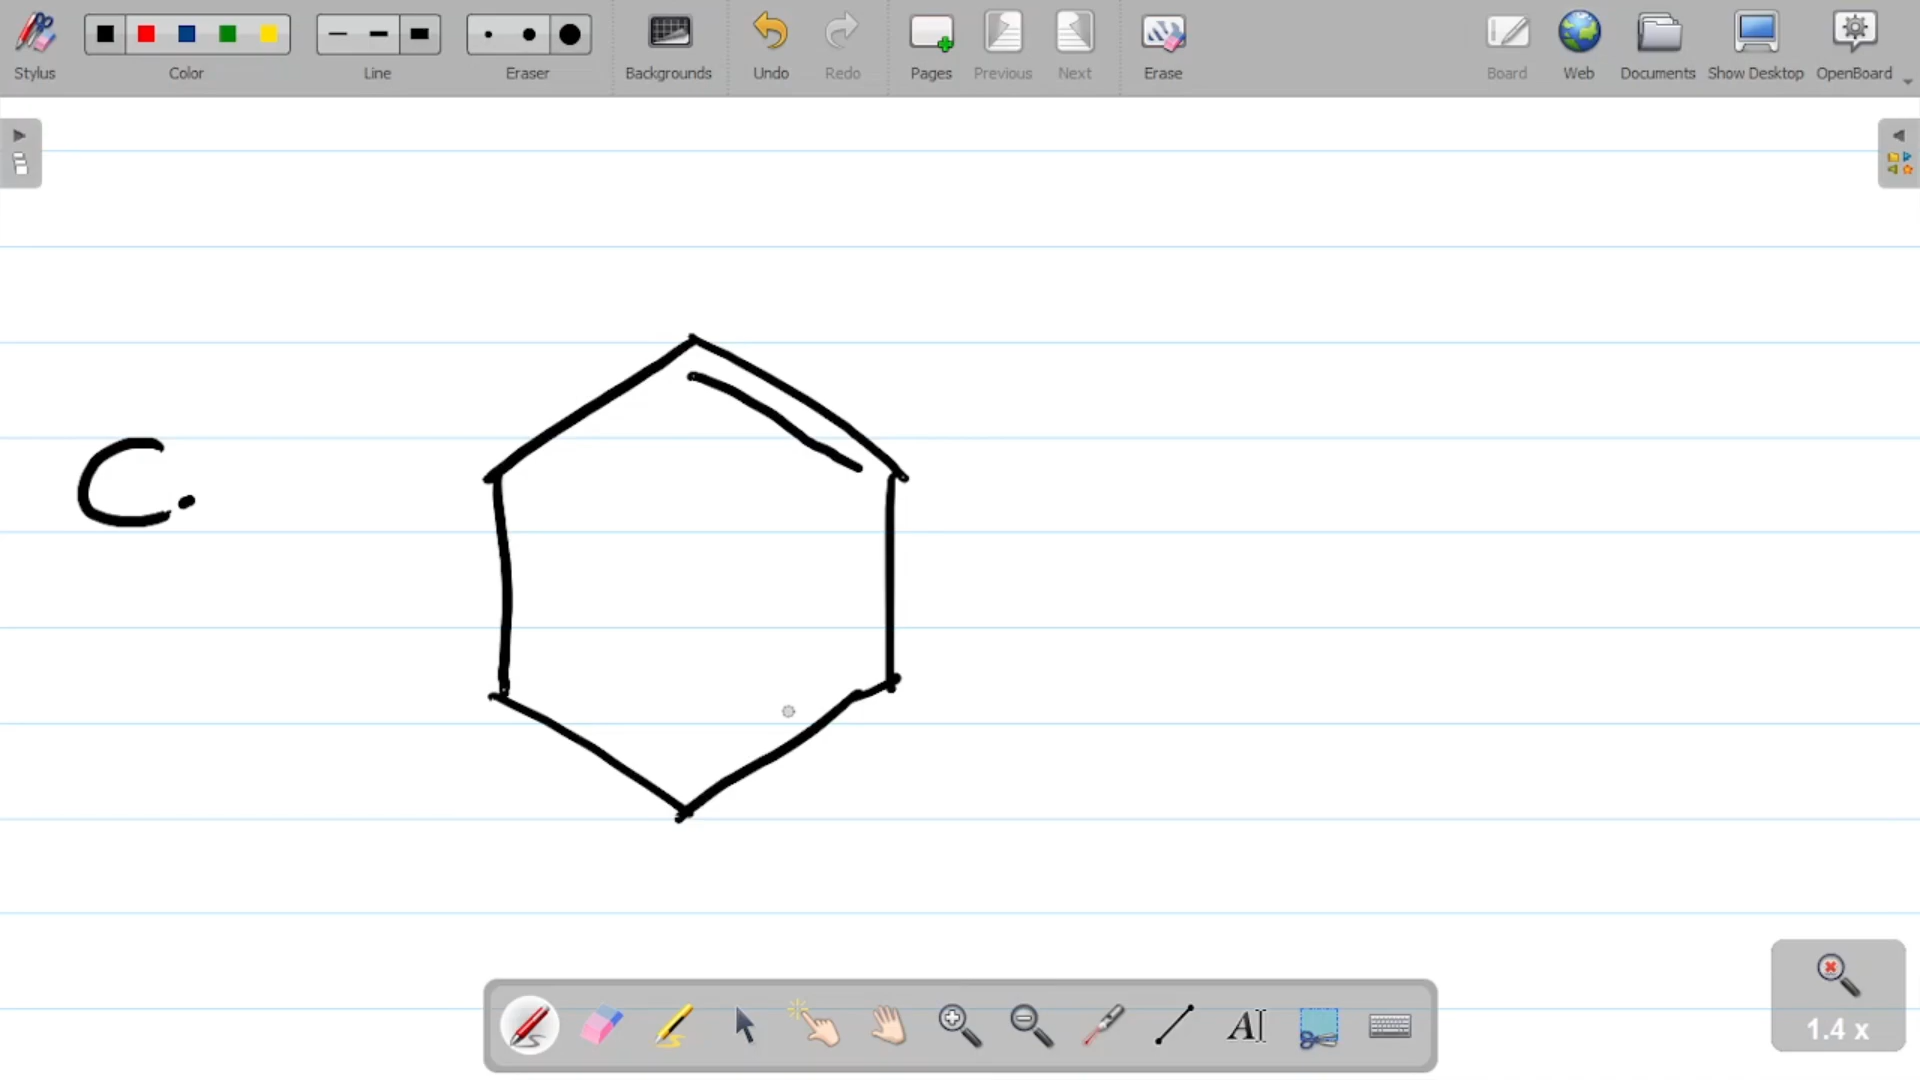 Stylus
Color
Line
Eraser
Backgrounds
Undo
Redo
Pages
Previous
Next
Erase
Board
Web
Documents
Show Desktop
OpenBoard
C.
A
1.4 x